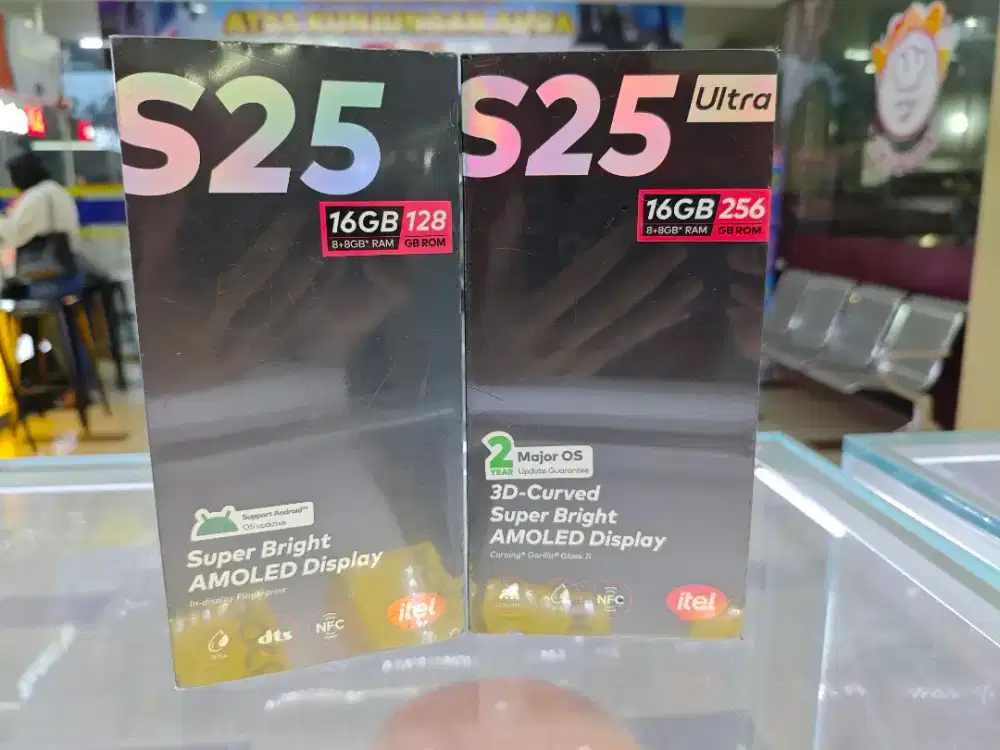 ATAS KUNJUNGAN ANDA
S25
16GB 128
8+8GB* RAM GB ROM
Support Android™
OS updates
Super Bright
AMOLED Display
In-display Fingerprint
dts
NFC
itel
S25 Ultra
16GB 256
8+8GB* RAM GB ROM
2 YEAR
Major OS
Update Guarantee
3D-Curved
Super Bright
AMOLED Display
Corning® Gorilla® Glass 7i
NFC
itel